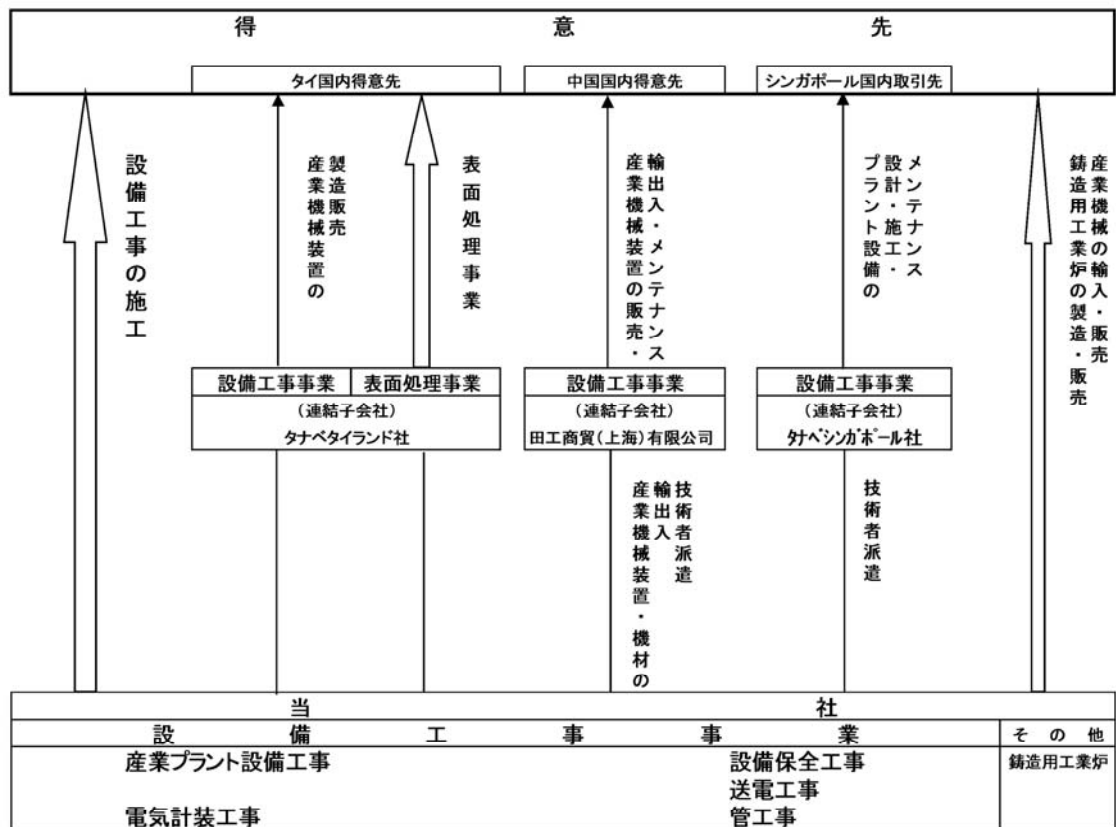 得意先
タイ国内得意先
中国国内得意先
シンガポール国内取引先
設備工事の施工
産業機械装置の
製造販売
表面処理事業
産業機械装置の販売・
輸出入・メンテナンス
プラント設備の
設計・施工・
メンテナンス
鋳造用工業炉の製造・販売
産業機械の輸入・販売
設備工事事業
表面処理事業
(連結子会社)
タナベタイランド社
設備工事事業
(連結子会社)
田工商貿(上海)有限公司
設備工事事業
(連結子会社)
タナベシンガポール社
産業機械装置・機材の
輸出入
技術者派遣
技術者派遣
当社
設備工事事業
その他
産業プラント設備工事
設備保全工事
鋳造用工業炉
送電工事
電気計装工事
管工事